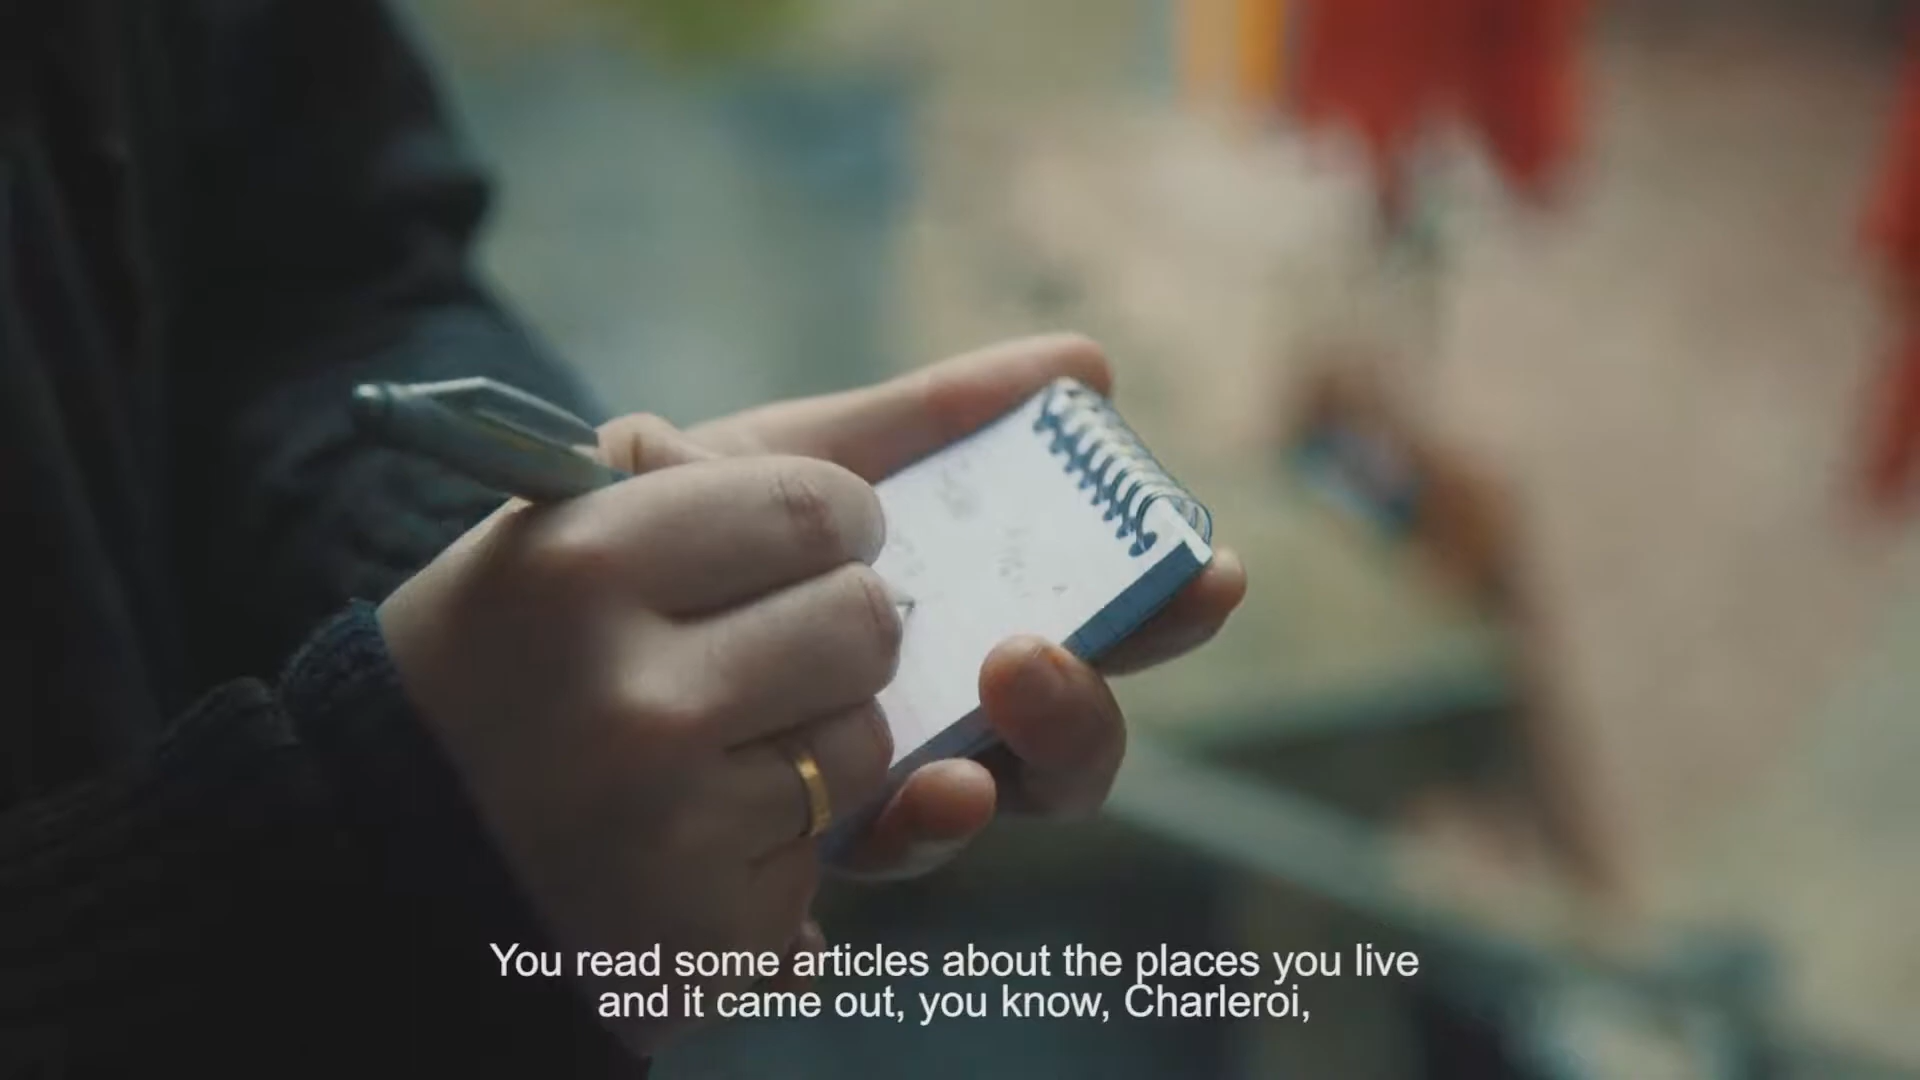 You read some articles about the places you live
and it came out, you know, Charleroi,